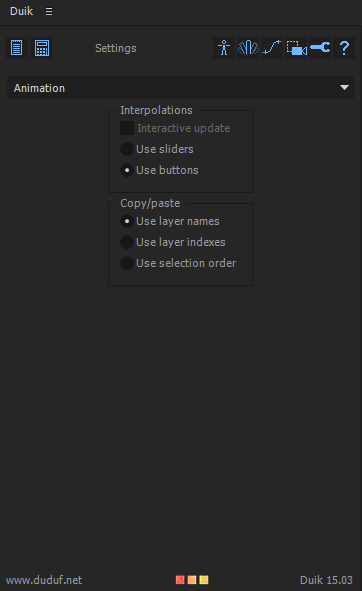 Duik
Settings
?
Animation
Interpolations
Interactive update
Use sliders
Use buttons
Copy/paste
Use layer names
Use layer indexes
Use selection order
www.duduf.net
Duik 15.03